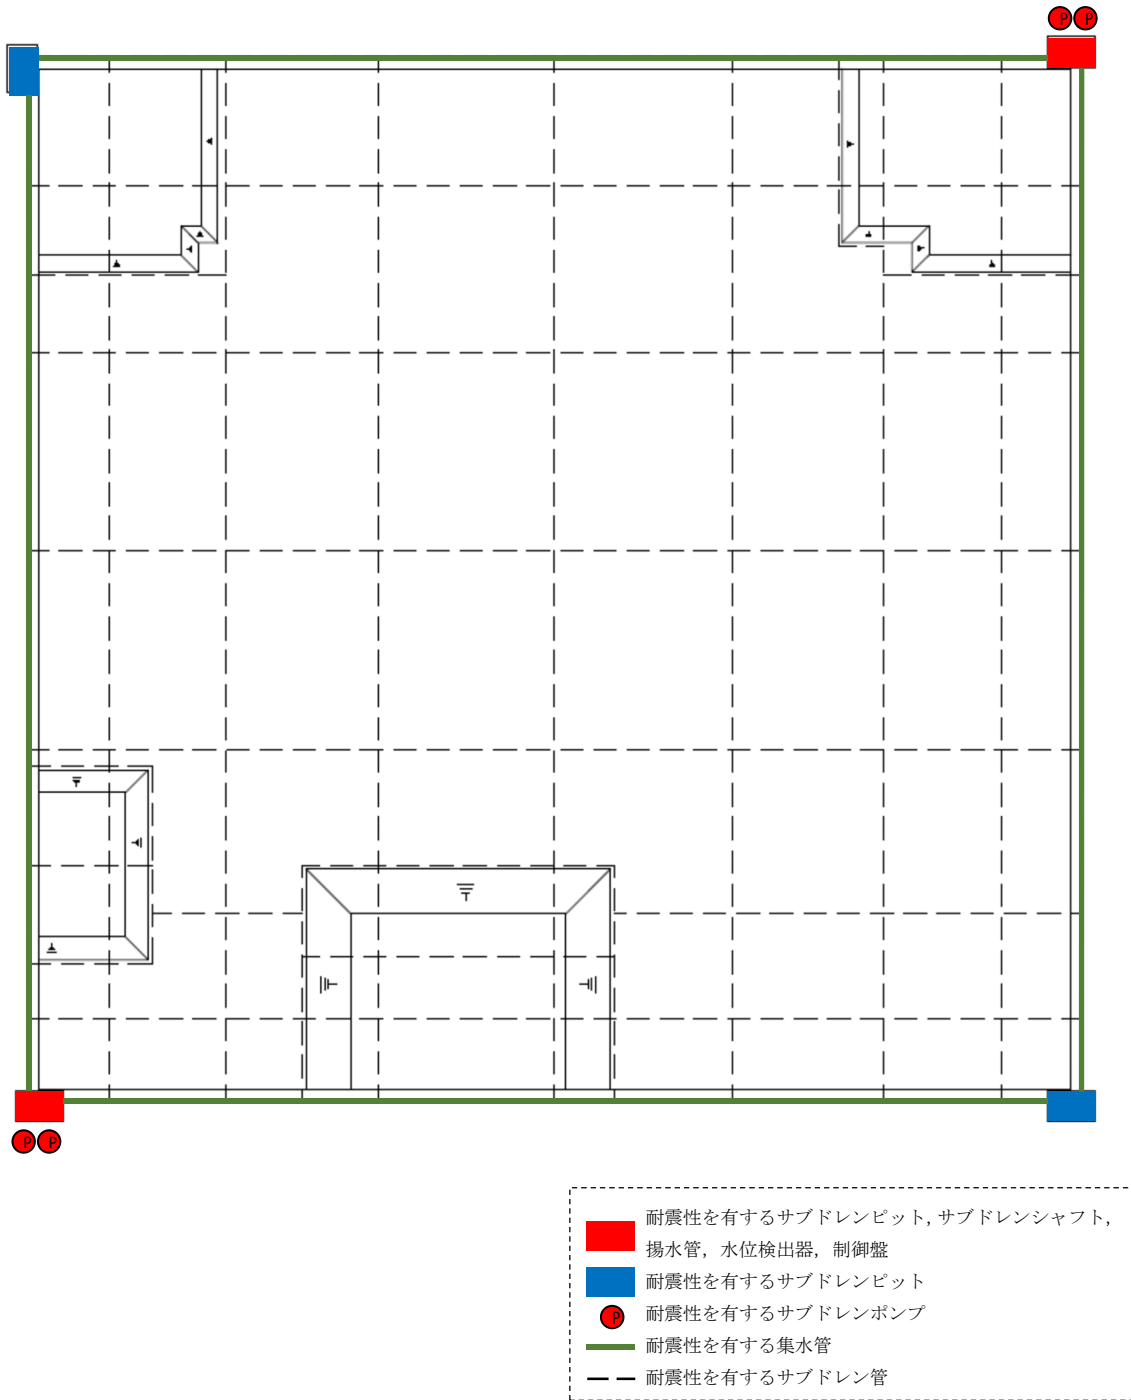 P P
P P
耐震性を有するサブドレンピット，サブドレンシャフト，
揚水管，水位検出器，制御盤
耐震性を有するサブドレンピット
P 耐震性を有するサブドレンポンプ
耐震性を有する集水管
耐震性を有するサブドレン管